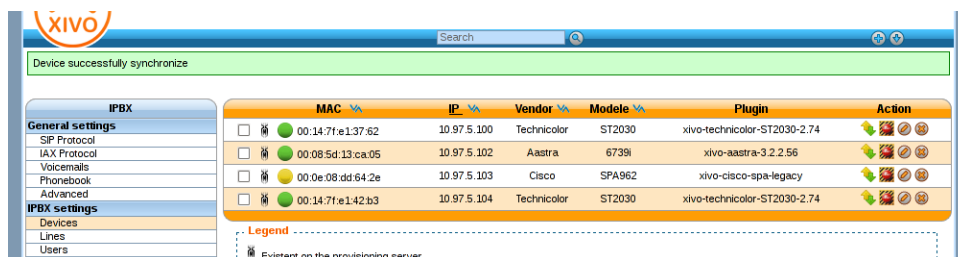 XIVO
Search
Device successfully synchronize
IPBX
General settings
SIP Protocol
IAX Protocol
Voicemails
Phonebook
Advanced
IPBX settings
Devices
Lines
Users
MAC IP Vendor Modele Plugin Action
00:14:7f:e1:37:62 10.97.5.100 Technicolor ST2030 xivo-technicolor-ST2030-2.74
00:08:5d:13:ca:05 10.97.5.102 Aastra 6739i xivo-aastra-3.2.2.56
00:0e:08:dd:64:2e 10.97.5.103 Cisco SPA962 xivo-cisco-spa-legacy
00:14:7f:e1:42:b3 10.97.5.104 Technicolor ST2030 xivo-technicolor-ST2030-2.74
Legend
Existent on the provisioning server